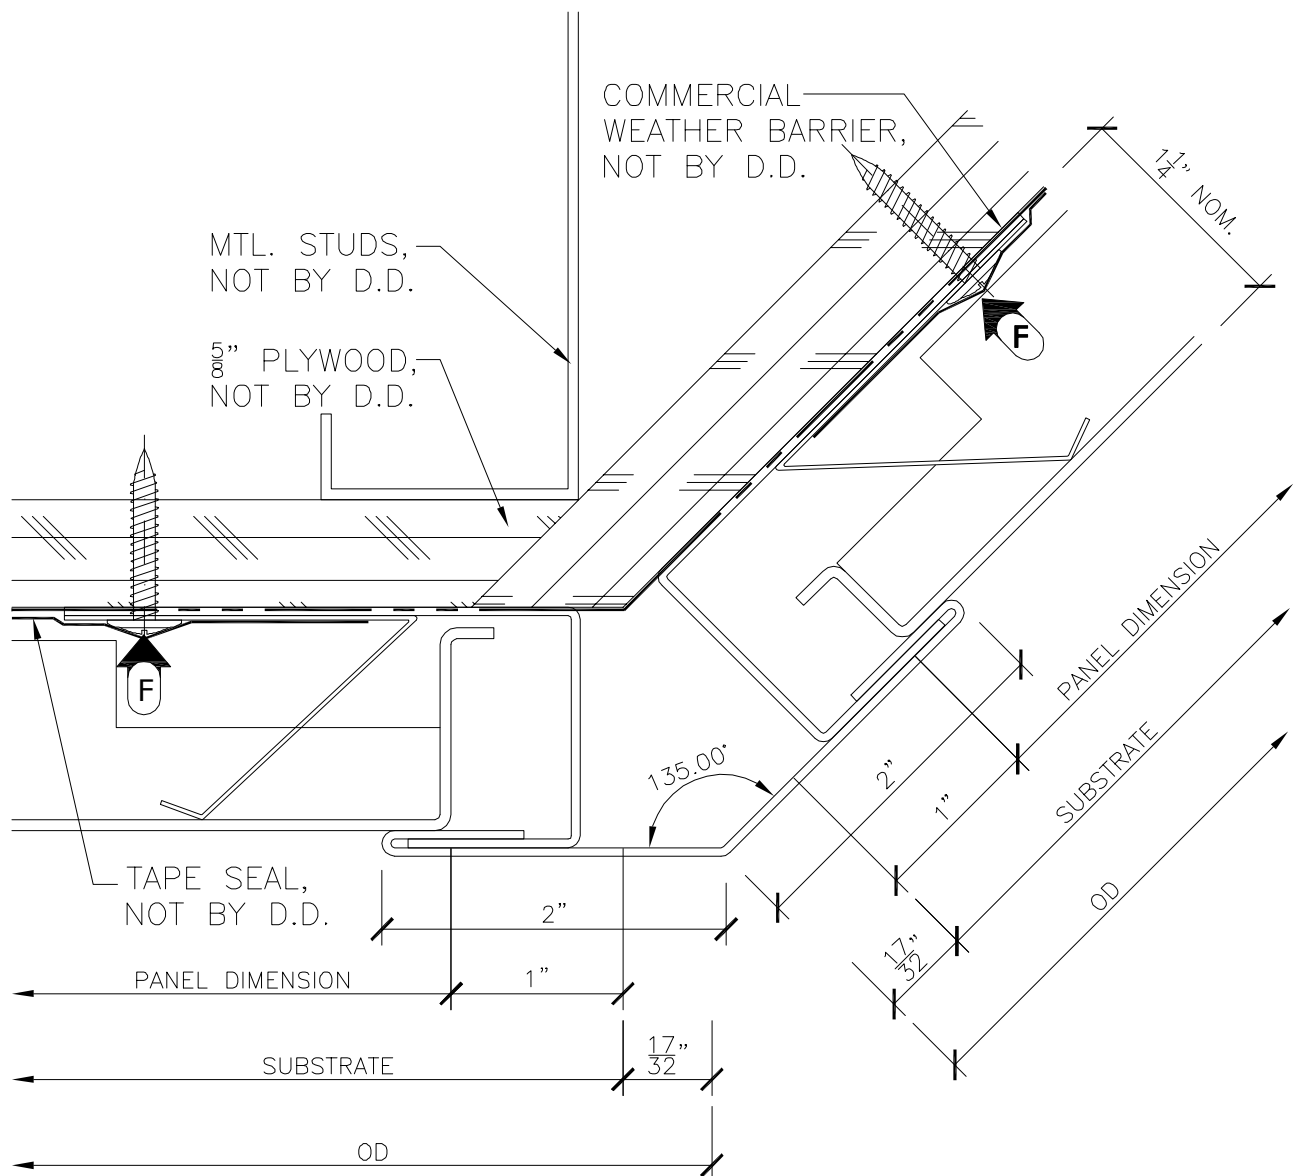 COMMERCIAL
WEATHER BARRIER,
NOT BY D.D.
1 1/4" NOM.
MTL. STUDS,
NOT BY D.D.
F
5/8" PLYWOOD,
NOT BY D.D.
F
PANEL DIMENSION
SUBSTRATE
OD
135.00°
2"
1"
17/32"
TAPE SEAL,
NOT BY D.D.
2"
PANEL DIMENSION
1"
SUBSTRATE
17/32"
OD